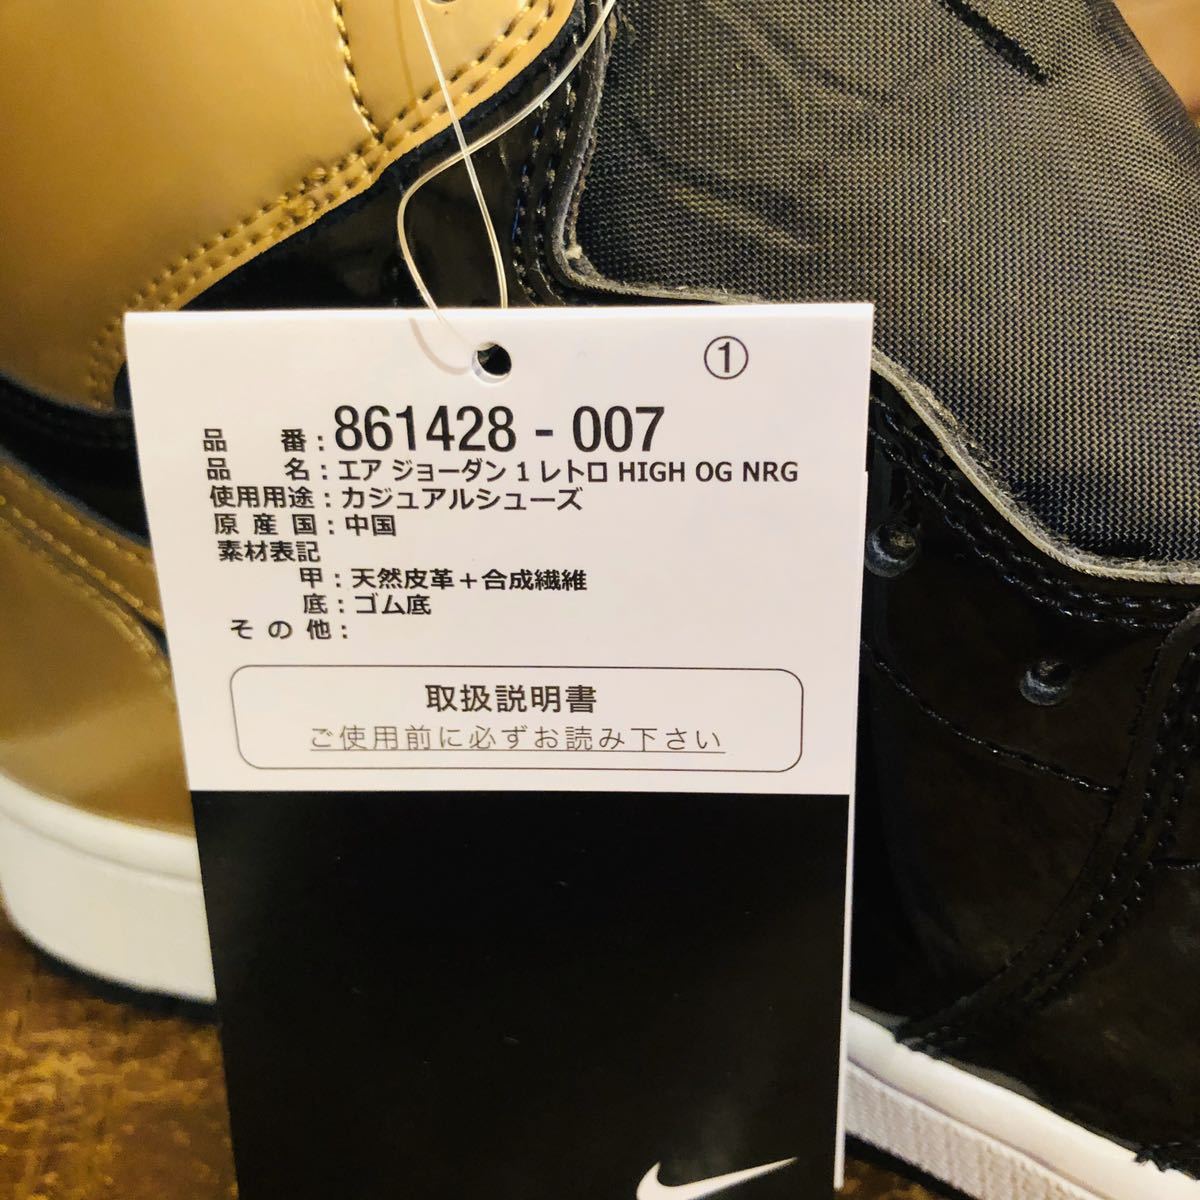 ①
品番：861428 - 007
品名：エア ジョーダン 1 レトロ HIGH OG NRG
使用用途：カジュアルシューズ
原産国：中国
素材表記
甲：天然皮革＋合成繊維
底：ゴム底
その他：
取扱説明書
ご使用前に必ずお読み下さい